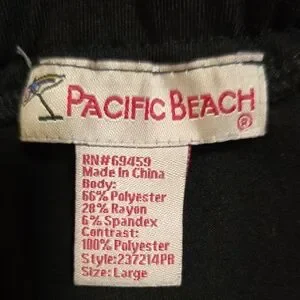 PACIFIC BEACH ®
RN#69459
Made in China
Body:
66% Polyester
28% Rayon
6% Spandex
Contrast:
100% Polyester
Style:237214PB
Size: Large